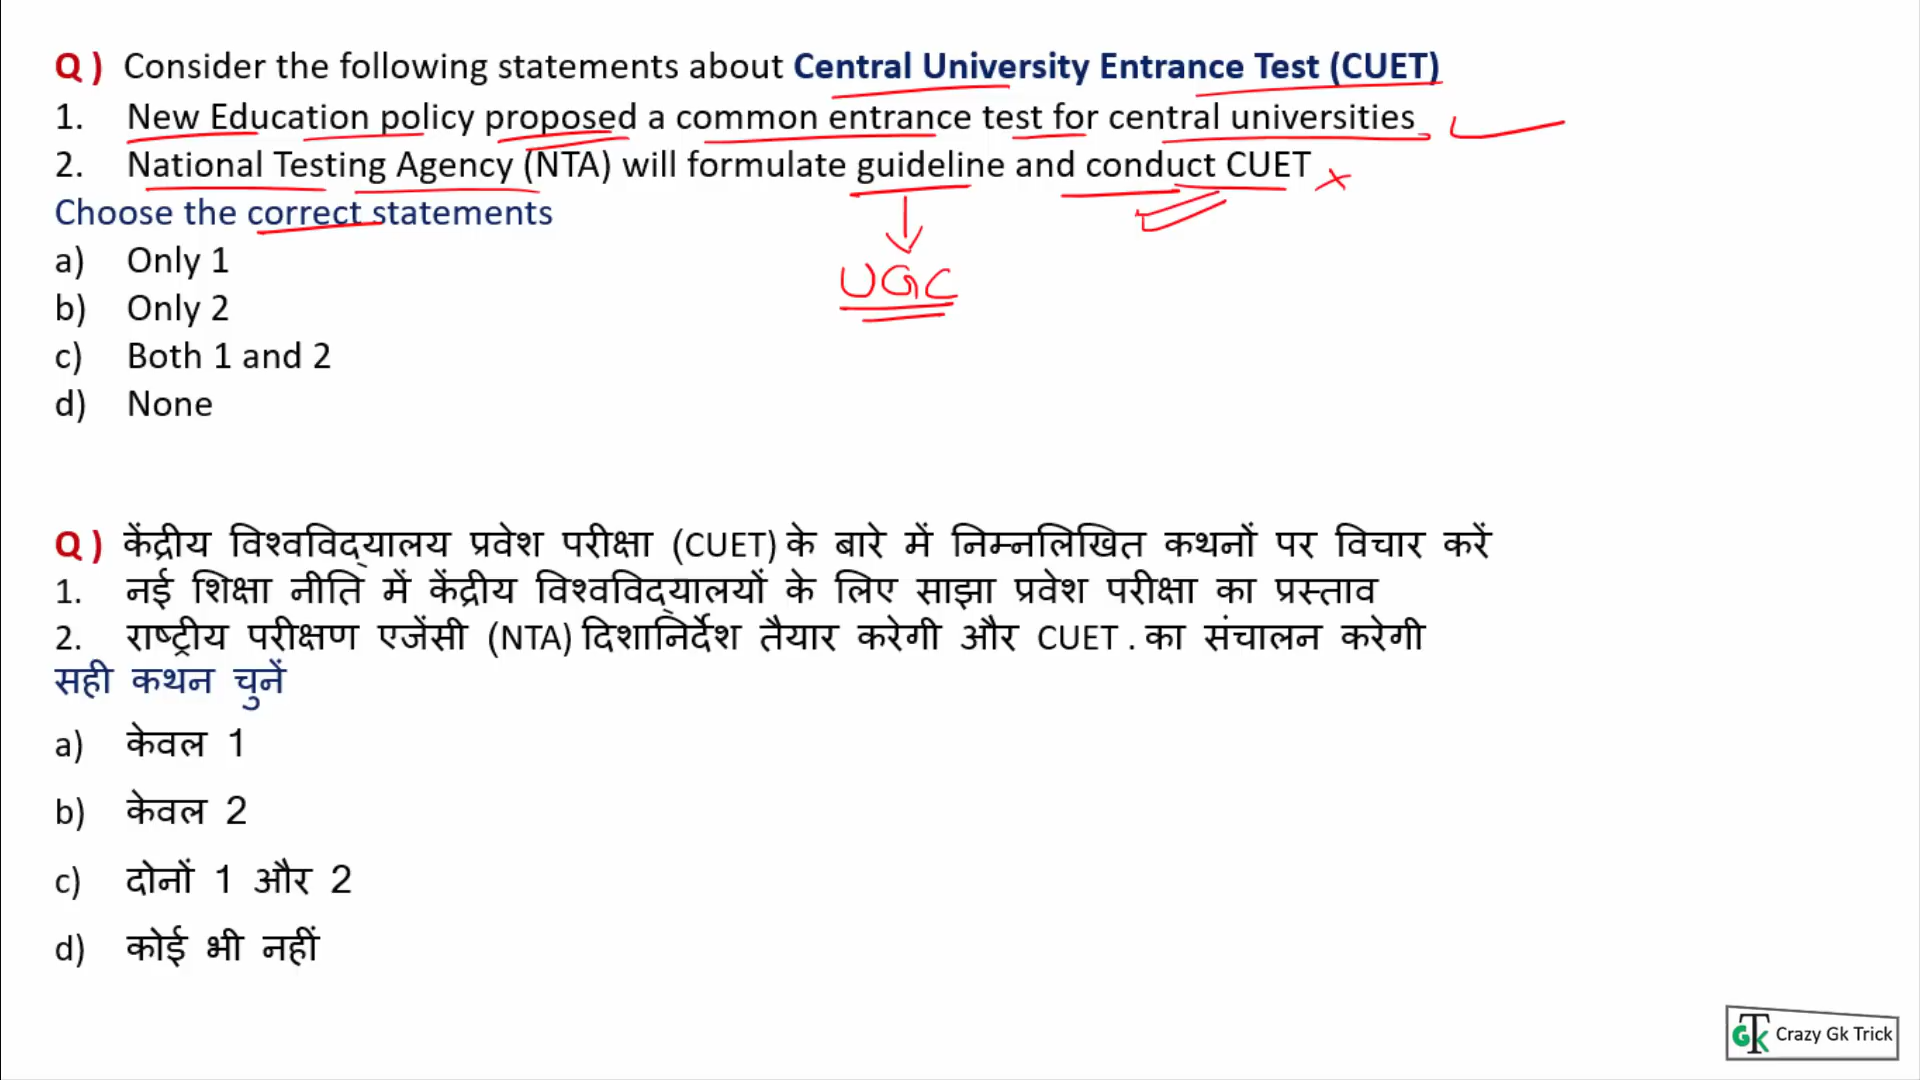 Q ) Consider the following statements about Central University Entrance Test (CUET)
1. New Education policy proposed a common entrance test for central universities
2. National Testing Agency (NTA) will formulate guideline and conduct CUET
Choose the correct statements
a) Only 1
UGC
b) Only 2
c) Both 1 and 2
d) None
Q ) केंद्रीय विश्वविद्यालय प्रवेश परीक्षा (CUET) के बारे में निम्नलिखित कथनों पर विचार करें
1. नई शिक्षा नीति में केंद्रीय विश्वविद्यालयों के लिए साझा प्रवेश परीक्षा का प्रस्ताव
2. राष्ट्रीय परीक्षण एजेंसी (NTA) दिशानिर्देश तैयार करेगी और CUET . का संचालन करेगी
सही कथन चुनें
a) केवल 1
b) केवल 2
c) दोनों 1 और 2
d) कोई भी नहीं
GTK Crazy Gk Trick